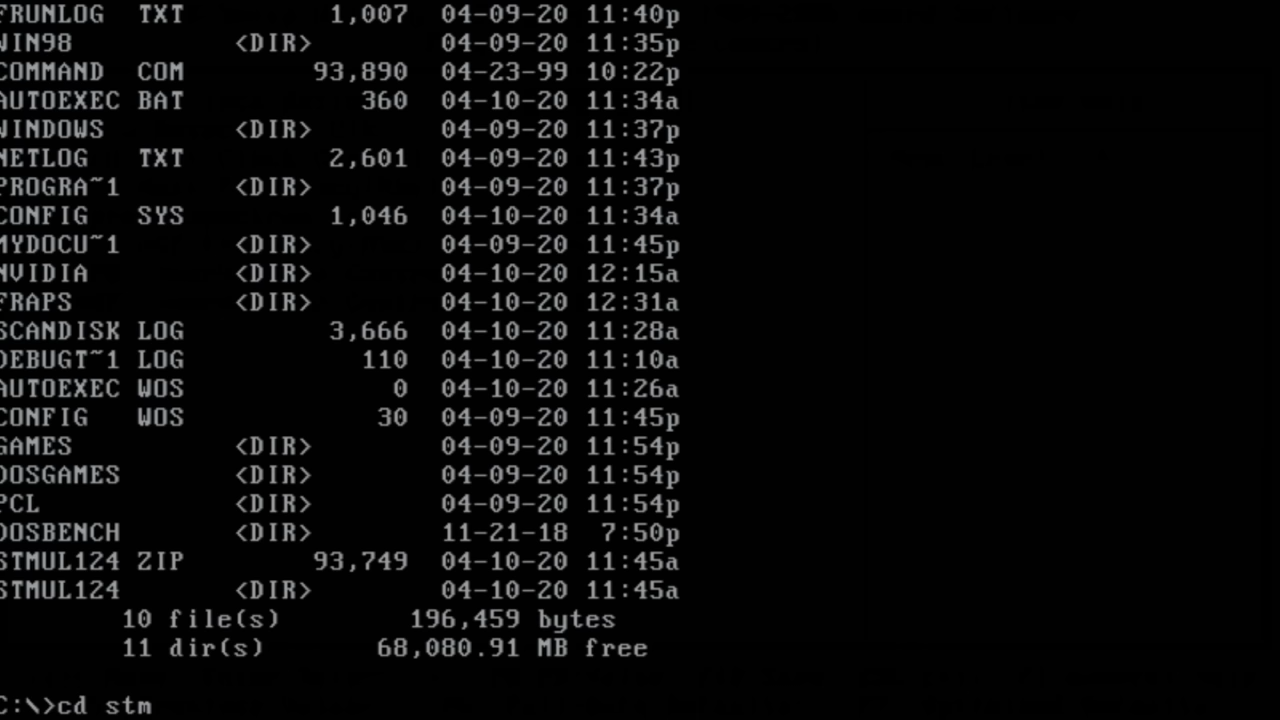 FRUNLOG TXT 1,007 04-09-20 11:40p
WIN98 <DIR> 04-09-20 11:35p
COMMAND COM 93,890 04-23-99 10:22p
AUTOEXEC BAT 360 04-10-20 11:34a
WINDOWS <DIR> 04-09-20 11:37p
NETLOG TXT 2,601 04-09-20 11:43p
PROGRA~1 <DIR> 04-09-20 11:37p
CONFIG SYS 1,046 04-10-20 11:34a
MYDOCU~1 <DIR> 04-09-20 11:45p
NVIDIA <DIR> 04-10-20 12:15a
FRAPS <DIR> 04-10-20 12:31a
SCANDISK LOG 3,666 04-10-20 11:28a
DEBUGT~1 LOG 110 04-10-20 11:10a
AUTOEXEC WOS 0 04-10-20 11:26a
CONFIG WOS 30 04-09-20 11:45p
GAMES <DIR> 04-09-20 11:54p
DOSGAMES <DIR> 04-09-20 11:54p
PCL <DIR> 04-09-20 11:54p
DOSBENCH <DIR> 11-21-18 7:50p
STMUL124 ZIP 93,749 04-10-20 11:45a
STMUL124 <DIR> 04-10-20 11:45a
10 file(s) 196,459 bytes
11 dir(s) 68,080.91 MB free
C:\>cd stm